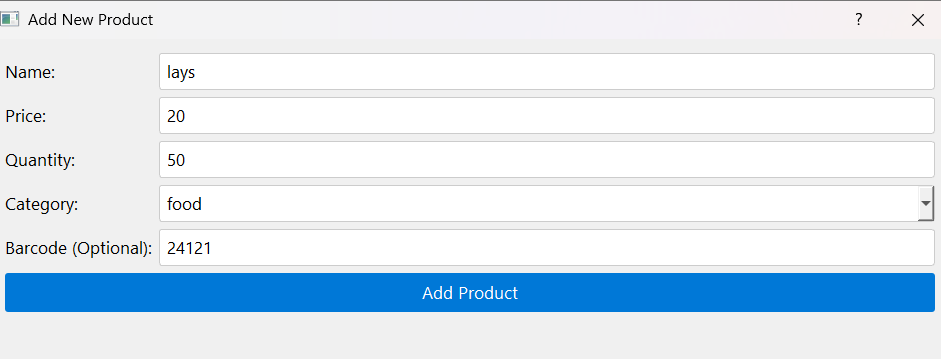 Add New Product ?
Name: lays
Price: 20
Quantity: 50
Category: food
Barcode (Optional): 24121
Add Product